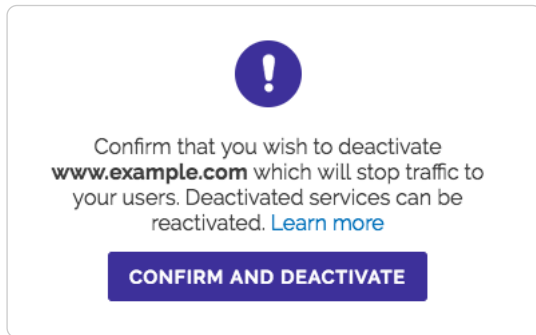 !
Confirm that you wish to deactivate
www.example.com which will stop traffic to
your users. Deactivated services can be
reactivated. Learn more
CONFIRM AND DEACTIVATE